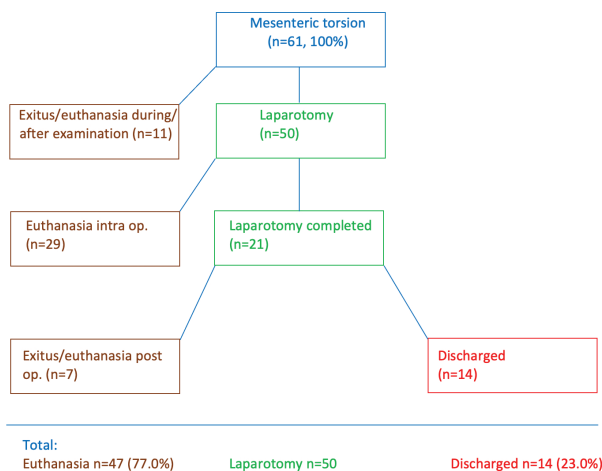 Mesenteric torsion
(n=61, 100%)
Exitus/euthanasia during/
after examination (n=11)
Laparotomy
(n=50)
Euthanasia intra op.
(n=29)
Laparotomy completed
(n=21)
Exitus/euthanasia post
op. (n=7)
Discharged
(n=14)
Total:
Euthanasia n=47 (77.0%)
Laparotomy n=50
Discharged n=14 (23.0%)